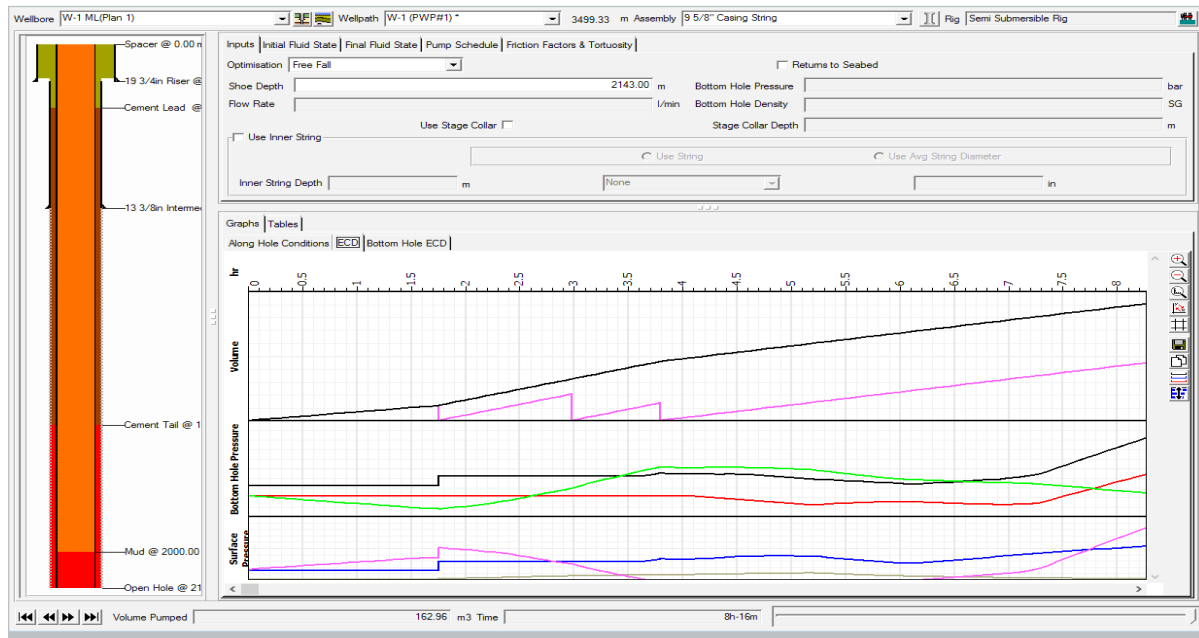 Wellbore W-1 ML(Plan 1) Wellpath W-1 (PWP#1) * 3499.33 m Assembly 9 5/8" Casing String Rig Semi Submersible Rig
Spacer @ 0.00 m
19 3/4in Riser @
Cement Lead @
13 3/8in Interme
Cement Tail @ 1
Mud @ 2000.00
Open Hole @ 21
Inputs Initial Fluid State Final Fluid State Pump Schedule Friction Factors & Tortuosity
Optimisation Free Fall Returns to Seabed
Shoe Depth 2143.00 m Bottom Hole Pressure bar
Flow Rate l/min Bottom Hole Density SG
Use Stage Collar Stage Collar Depth m
Use Inner String
Use String Use Avg String Diameter
Inner String Depth m None in
Graphs Tables
Along Hole Conditions ECD Bottom Hole ECD
hr
0 0.5 1 1.5 2 2.5 3 3.5 4 4.5 5 5.5 6 6.5 7 7.5 8
Volume
Bottom Hole Pressure
Surface
Pressure
Volume Pumped 162.96 m3 Time 8h-16m